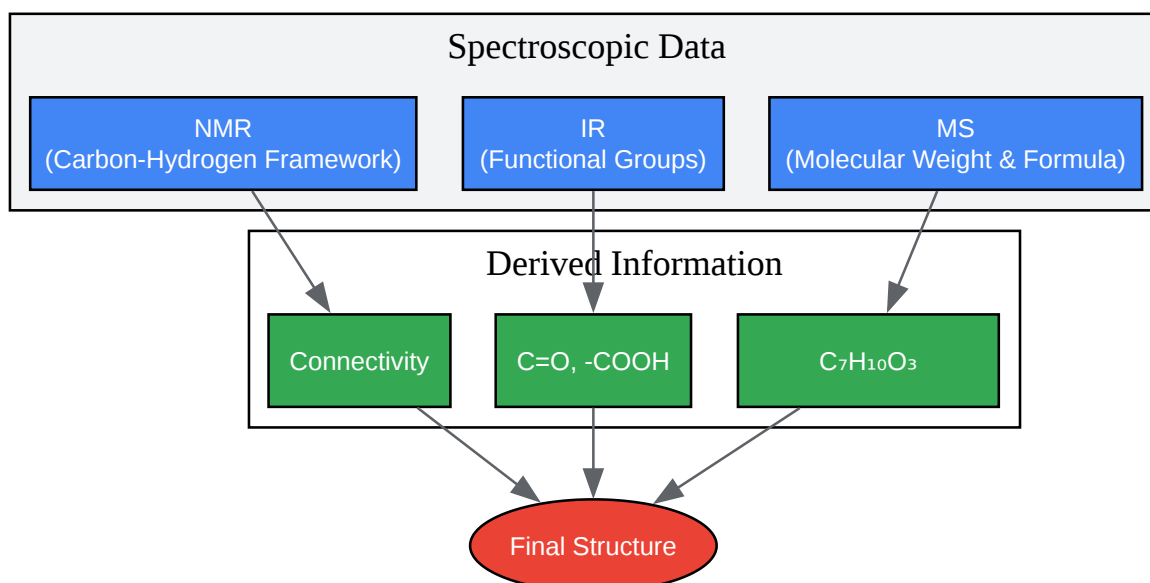 Spectroscopic Data
NMR
(Carbon-Hydrogen Framework)
IR
(Functional Groups)
MS
(Molecular Weight & Formula)
Derived Information
Connectivity
C=O, -COOH
C₇H₁₀O₃
Final Structure